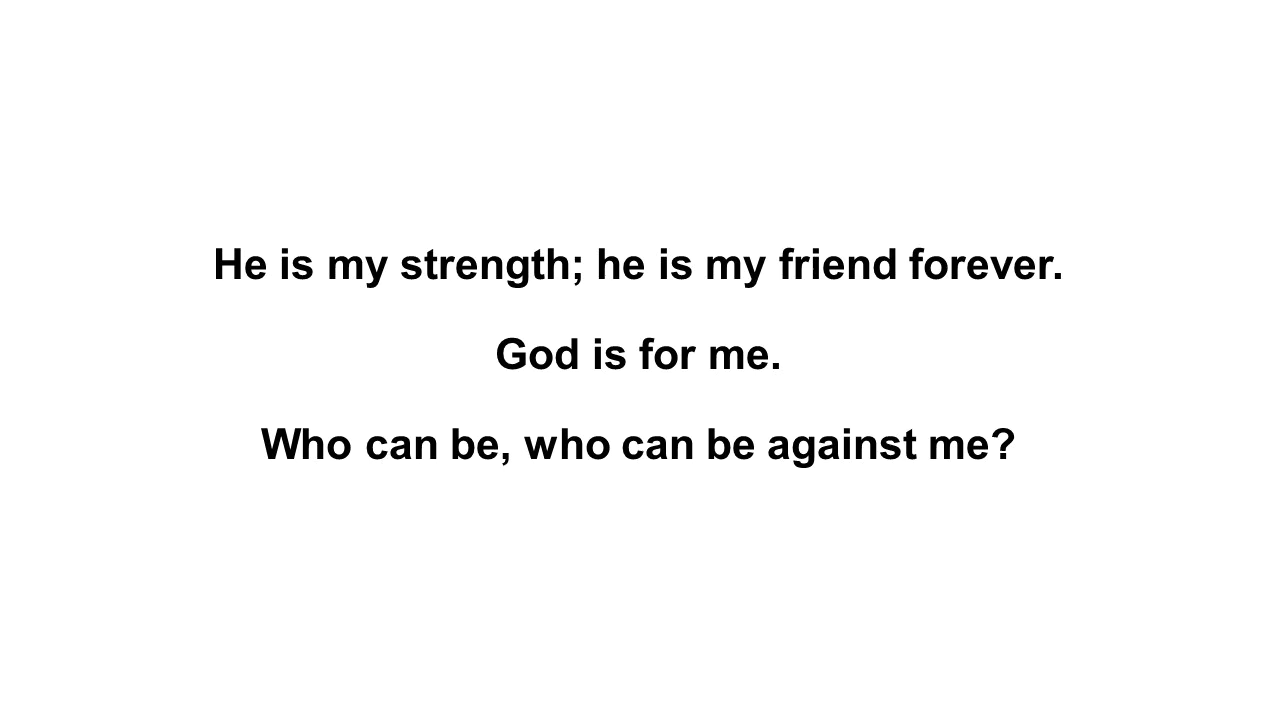 He is my strength; he is my friend forever.
God is for me.
Who can be, who can be against me?